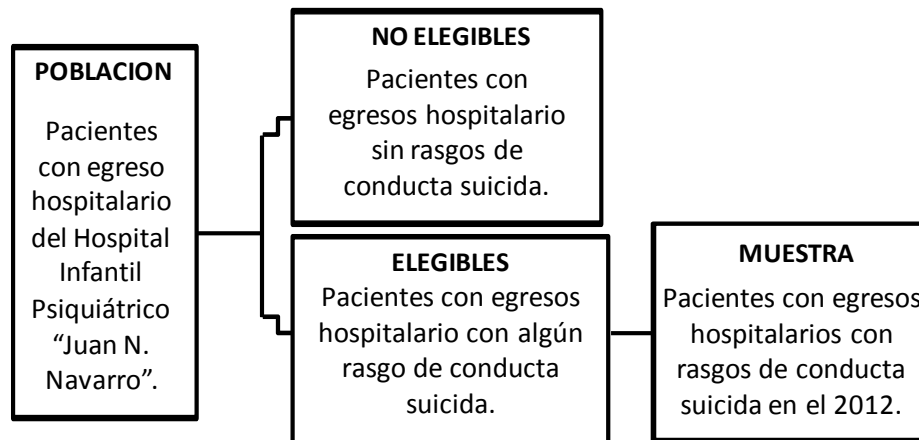 POBLACION
Pacientes
con egreso
hospitalario
del Hospital
Infantil
Psiquiátrico
“Juan N.
Navarro”.
NO ELEGIBLES
Pacientes con
egresos hospitalario
sin rasgos de
conducta suicida.
ELEGIBLES
Pacientes con egresos
hospitalario con algún
rasgo de conducta
suicida.
MUESTRA
Pacientes con egresos
hospitalarios con
rasgos de conducta
suicida en el 2012.